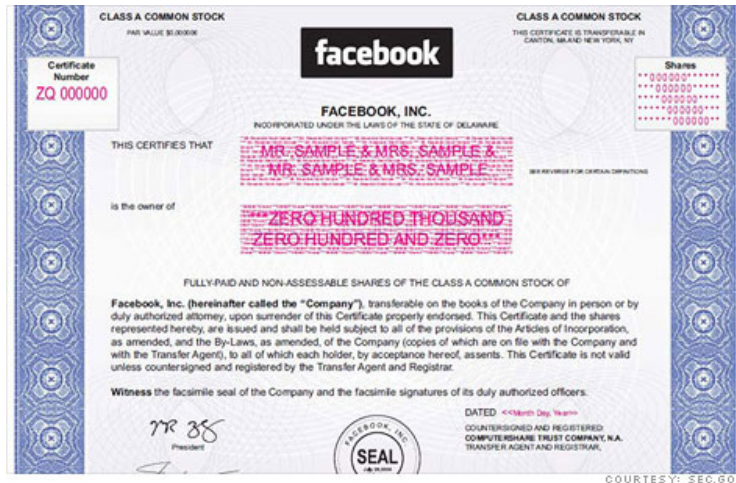 CLASS A COMMON STOCK
PAR VALUE $0.000006
CLASS A COMMON STOCK
THIS CERTIFICATE IS TRANSFERABLE IN
CANTON, MA AND NEW YORK, NY
facebook
Certificate
Number
ZQ 000000
Shares
**000000******
***000000*****
****000000****
*****000000***
******000000**
FACEBOOK, INC.
INCORPORATED UNDER THE LAWS OF THE STATE OF DELAWARE
THIS CERTIFIES THAT
MR. SAMPLE & MRS. SAMPLE &
MR. SAMPLE & MRS. SAMPLE
SEE REVERSE FOR CERTAIN DEFINITIONS
is the owner of
***ZERO HUNDRED THOUSAND
ZERO HUNDRED AND ZERO***
FULLY-PAID AND NON-ASSESSABLE SHARES OF THE CLASS A COMMON STOCK OF
Facebook, Inc. (hereinafter called the “Company”), transferable on the books of the Company in person or by
duly authorized attorney, upon surrender of this Certificate properly endorsed. This Certificate and the shares
represented hereby, are issued and shall be held subject to all of the provisions of the Articles of Incorporation,
as amended, and the By-Laws, as amended, of the Company (copies of which are on file with the Company and
with the Transfer Agent), to all of which each holder, by acceptance hereof, assents. This Certificate is not valid
unless countersigned and registered by the Transfer Agent and Registrar.
Witness the facsimile seal of the Company and the facsimile signatures of its duly authorized officers.
President
FACEBOOK, INC.
SEAL
DATED <<Month Day, Year>>
COUNTERSIGNED AND REGISTERED:
COMPUTERSHARE TRUST COMPANY, N.A.
TRANSFER AGENT AND REGISTRAR,
COURTESY: SEC.GO